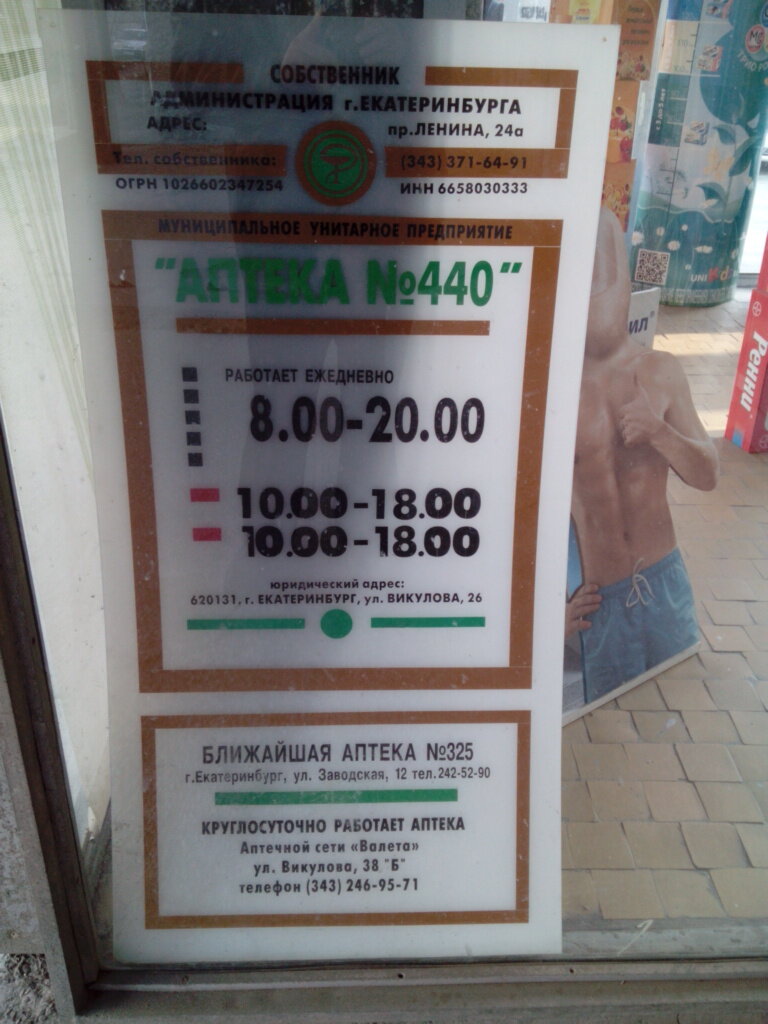 СОБСТВЕННИК
АДМИНИСТРАЦИЯ г.ЕКАТЕРИНБУРГА
АДРЕС: пр.ЛЕНИНА, 24а
Тел. собственника: (343) 371-64-91
ОГРН 1026602347254 ИНН 6658030333
МУНИЦИПАЛЬНОЕ УНИТАРНОЕ ПРЕДПРИЯТИЕ
"АПТЕКА №440"
РАБОТАЕТ ЕЖЕДНЕВНО
8.00-20.00
10.00-18.00
10.00-18.00
юридический адрес:
620131, г. ЕКАТЕРИНБУРГ, ул. ВИКУЛОВА, 26
БЛИЖАЙШАЯ АПТЕКА №325
г.Екатеринбург, ул. Заводская, 12 тел.242-52-90
КРУГЛОСУТОЧНО РАБОТАЕТ АПТЕКА
Аптечной сети «Валета»
ул. Викулова, 38 "Б"
телефон (343) 246-95-71
ил®
Ренни